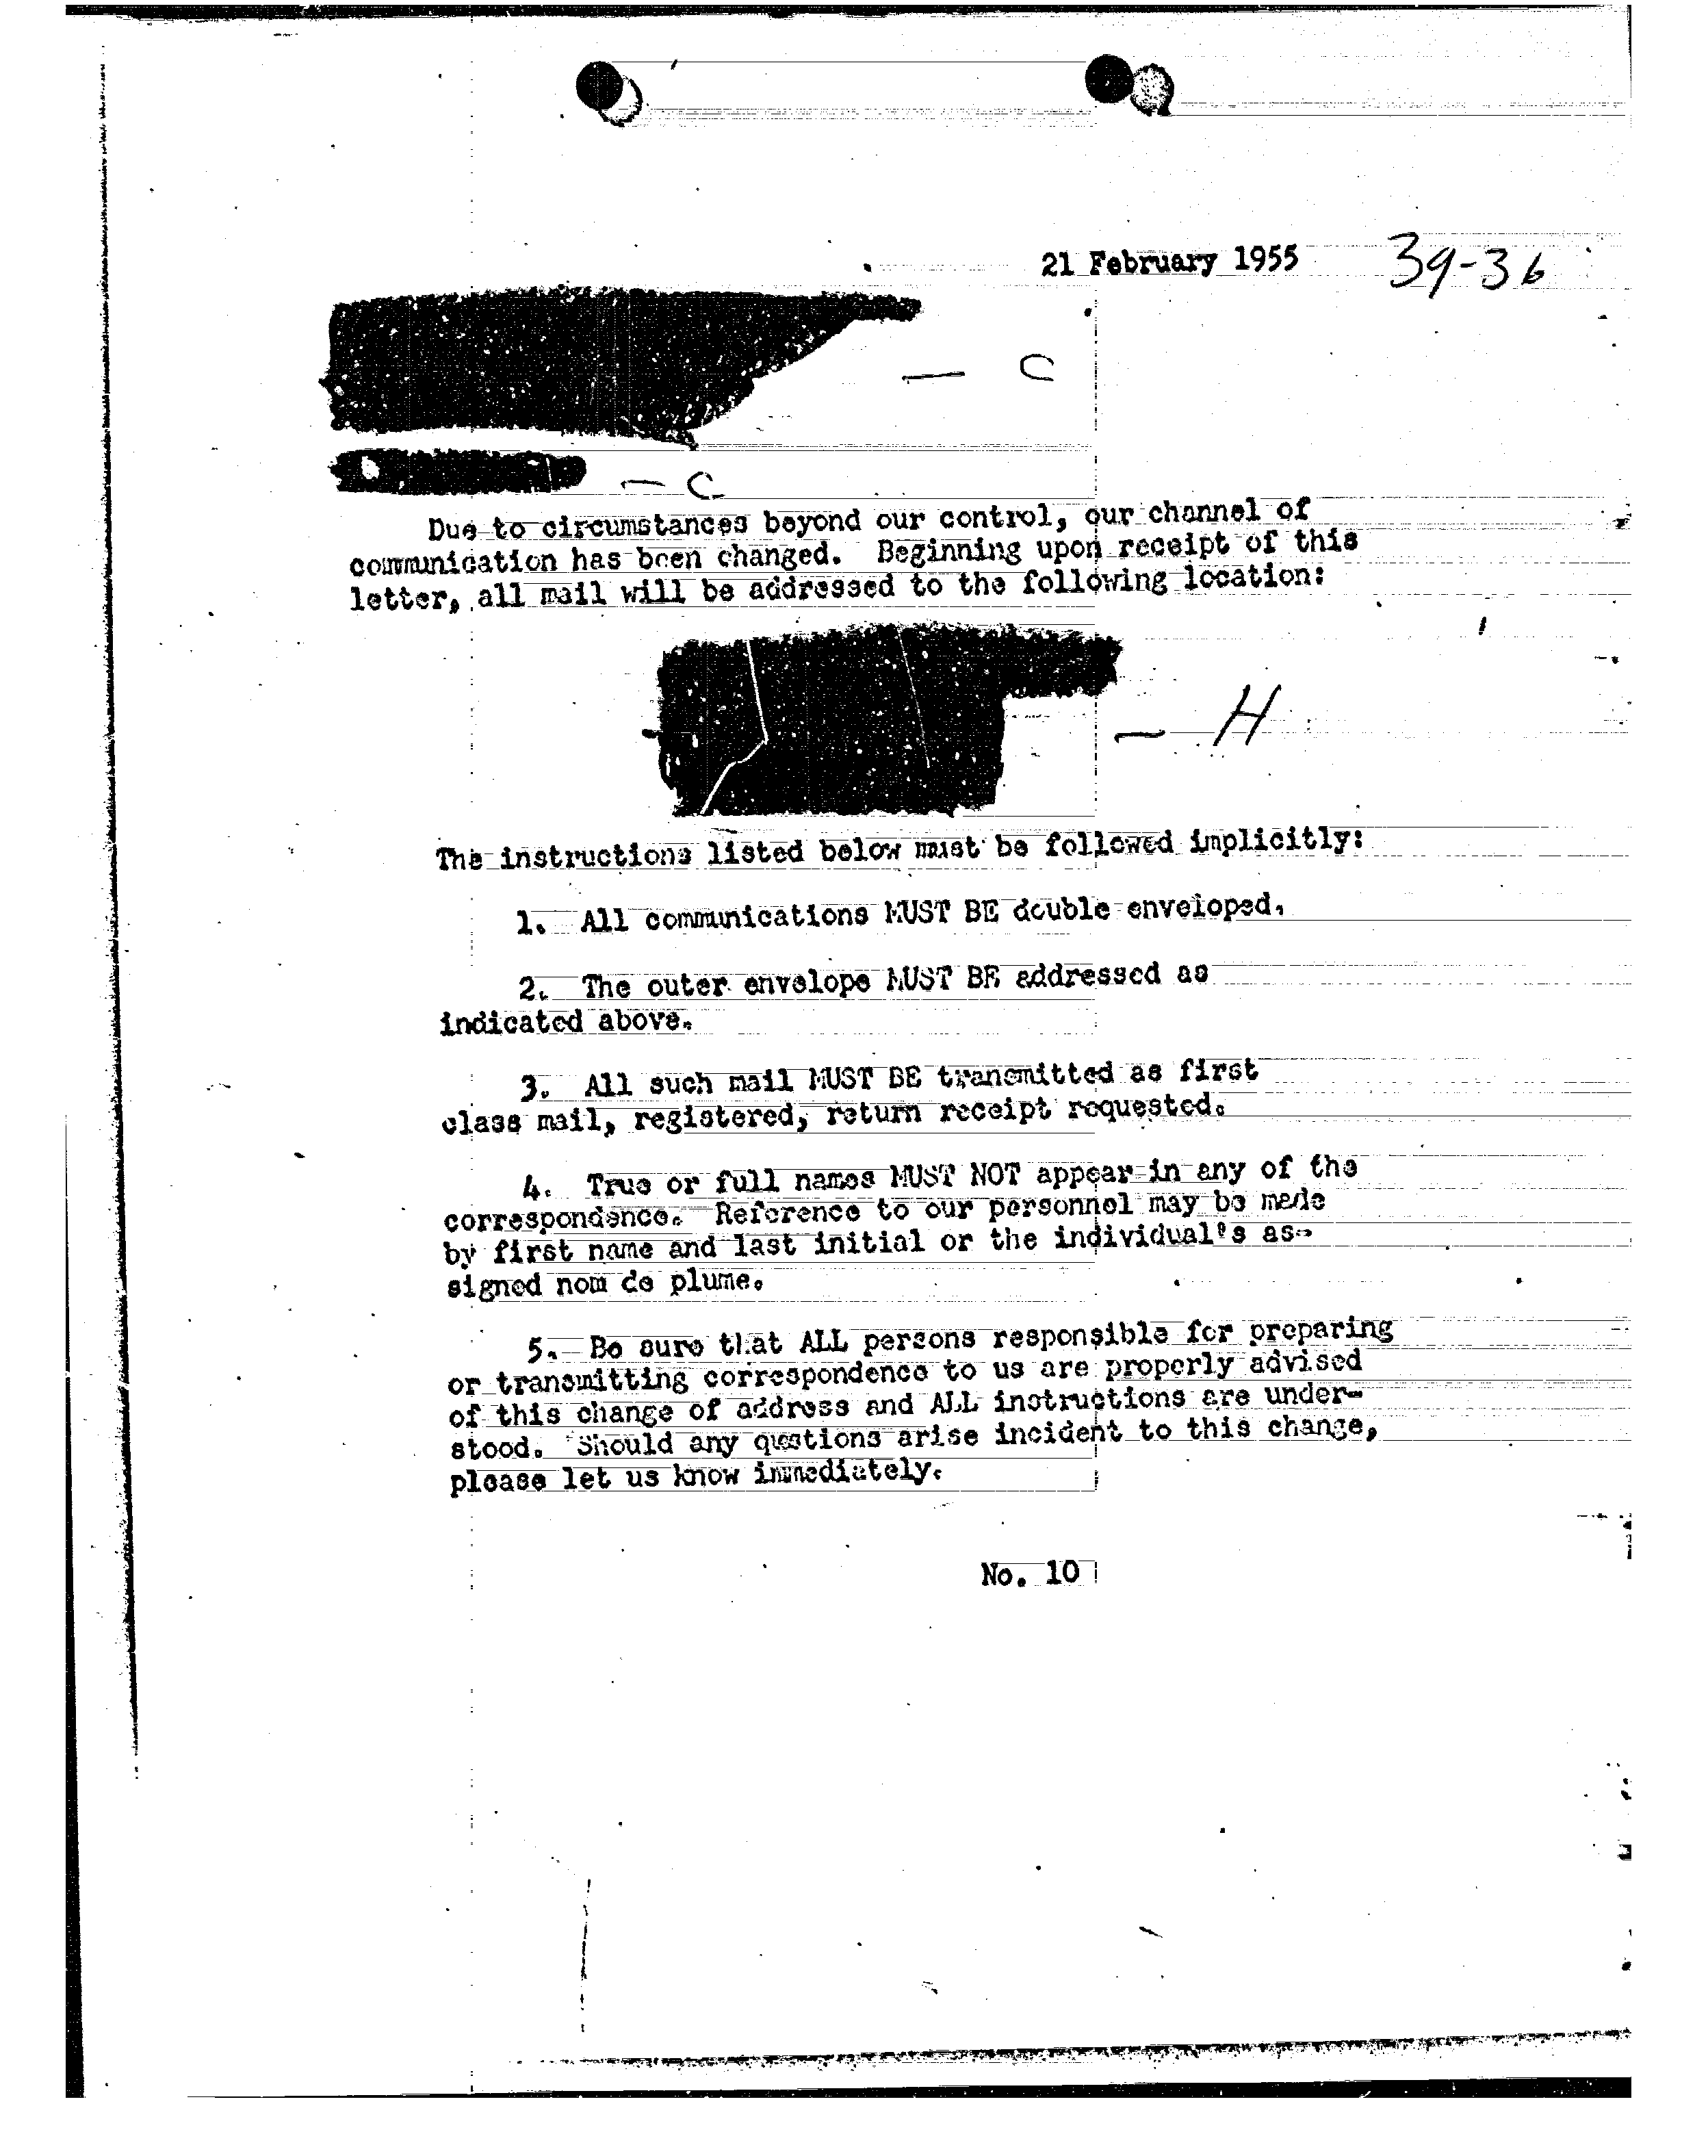 21 February 1955 39-36
— C
— C
Due to circumstances beyond our control, our channel of
communication has been changed. Beginning upon receipt of this
letter, all mail will be addressed to the following location:
— H
The instructions listed below must be followed implicitly:
1. All communications MUST BE double enveloped.
2. The outer envelope MUST BE addressed as
indicated above.
3. All such mail MUST BE transmitted as first
class mail, registered, return receipt requested.
4. True or full names MUST NOT appear in any of the
correspondence. Reference to our personnel may be made
by first name and last initial or the individual's as-
signed nom de plume.
5. Be sure that ALL persons responsible for preparing
or transmitting correspondence to us are properly advised
of this change of address and ALL instructions are under-
stood. Should any questions arise incident to this change,
please let us know immediately.
No. 10